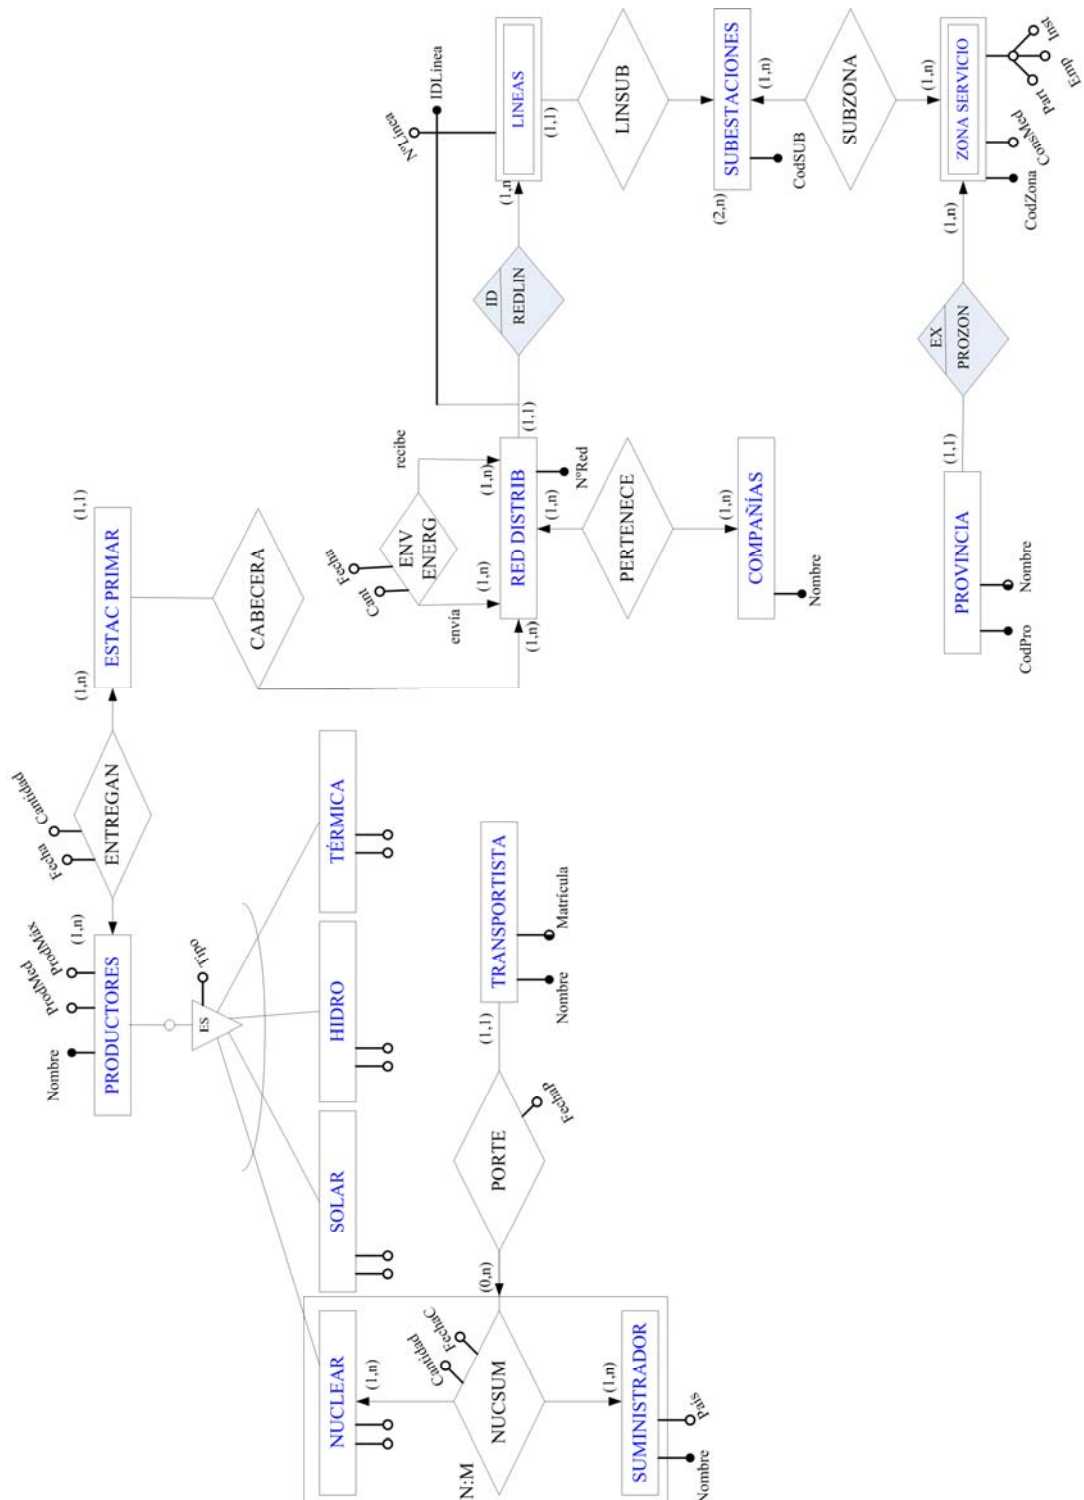 Nombre
ProdMed
ProdMáx
PRODUCTORES
(1,n)
Fecha
Cantidad
ENTREGAN
(1,n)
ESTAC PRIMAR
(1,1)
ES
Tipo
CABECERA
NUCLEAR
SOLAR
HIDRO
TÉRMICA
(1,n)
Cantidad
FechaC
N:M
NUCSUM
(0,n)
PORTE
FechaP
(1,1)
TRANSPORTISTA
Nombre
Matrícula
(1,n)
SUMINISTRADOR
Nombre
País
Cant
Fecha
ENV
ENERG
envía
recibe
(1,n)
(1,n)
(1,n)
RED DISTRIB
(1,1)
NºRed
ID
REDLIN
(1,n)
NºLínea
IDLínea
LINEAS
(1,1)
LINSUB
(1,n)
PERTENECE
(1,n)
COMPAÑÍAS
Nombre
(2,n)
SUBESTACIONES
(1,n)
CodSUB
SUBZONA
PROVINCIA
CodPro
Nombre
(1,1)
EX
PROZON
(1,n)
(1,n)
ZONA SERVICIO
CodZona
ConsMed
Part
Emp
Inst